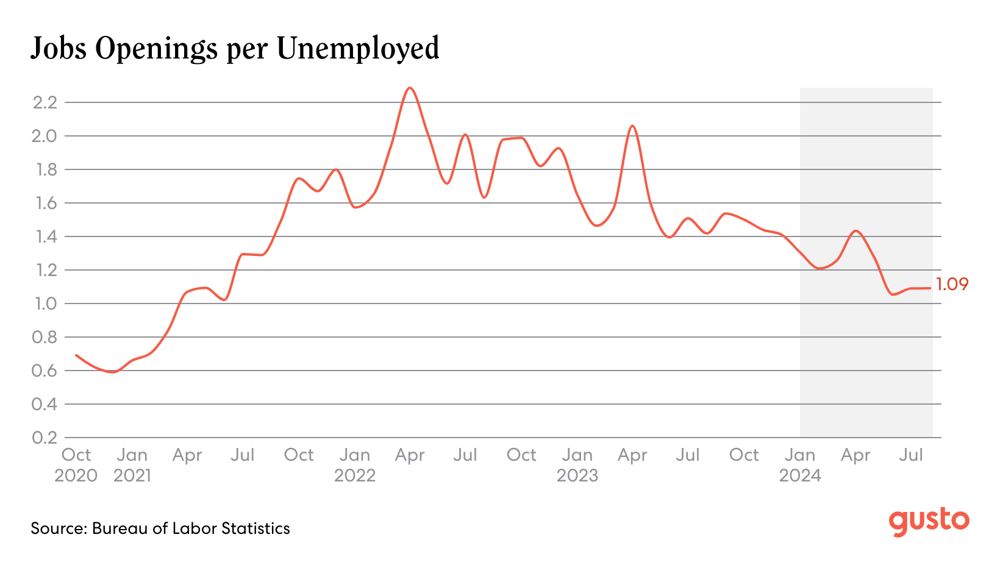 Jobs Openings per Unemployed
2.2
2.0
1.8
1.6
1.4
1.2
1.09
1.0
0.8
0.6
0.4
0.2
Oct Jan Apr Jul Oct Jan Apr Jul Oct Jan Apr Jul Oct Jan Apr Jul
2020 2021 2022 2023 2024
Source: Bureau of Labor Statistics
gusto